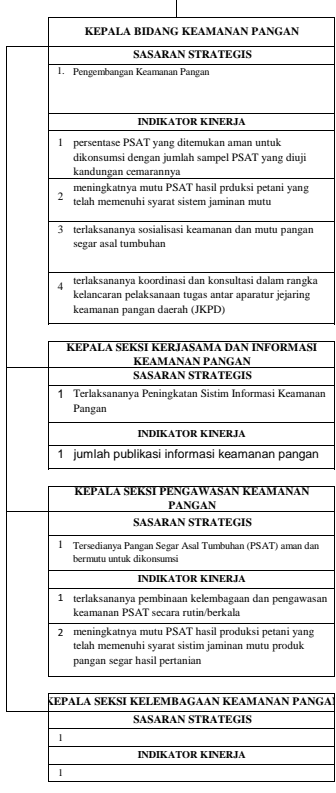 KEPALA BIDANG KEAMANAN PANGAN
SASARAN STRATEGIS
1. Pengembangan Keamanan Pangan
INDIKATOR KINERJA
1 persentase PSAT yang ditemukan aman untuk
dikonsumsi dengan jumlah sampel PSAT yang diuji
kandungan cemarannya
2 meningkatnya mutu PSAT hasil prduksi petani yang
telah memenuhi syarat sistem jaminan mutu
3 terlaksananya sosialisasi keamanan dan mutu pangan
segar asal tumbuhan
4 terlaksananya koordinasi dan konsultasi dalam rangka
kelancaran pelaksanaan tugas antar aparatur jejaring
keamanan pangan daerah (JKPD)
KEPALA SEKSI KERJASAMA DAN INFORMASI
KEAMANAN PANGAN
SASARAN STRATEGIS
1 Terlaksananya Peningkatan Sistim Informasi Keamanan
Pangan
INDIKATOR KINERJA
1 jumlah publikasi informasi keamanan pangan
KEPALA SEKSI PENGAWASAN KEAMANAN
PANGAN
SASARAN STRATEGIS
1 Tersedianya Pangan Segar Asal Tumbuhan (PSAT) aman dan
bermutu untuk dikonsumsi
INDIKATOR KINERJA
1 terlaksananya pembinaan kelembagaan dan pengawasan
keamanan PSAT secara rutin/berkala
2 meningkatnya mutu PSAT hasil produksi petani yang
telah memenuhi syarat sistim jaminan mutu produk
pangan segar hasil pertanian
KEPALA SEKSI KELEMBAGAAN KEAMANAN PANGAN
SASARAN STRATEGIS
1
INDIKATOR KINERJA
1